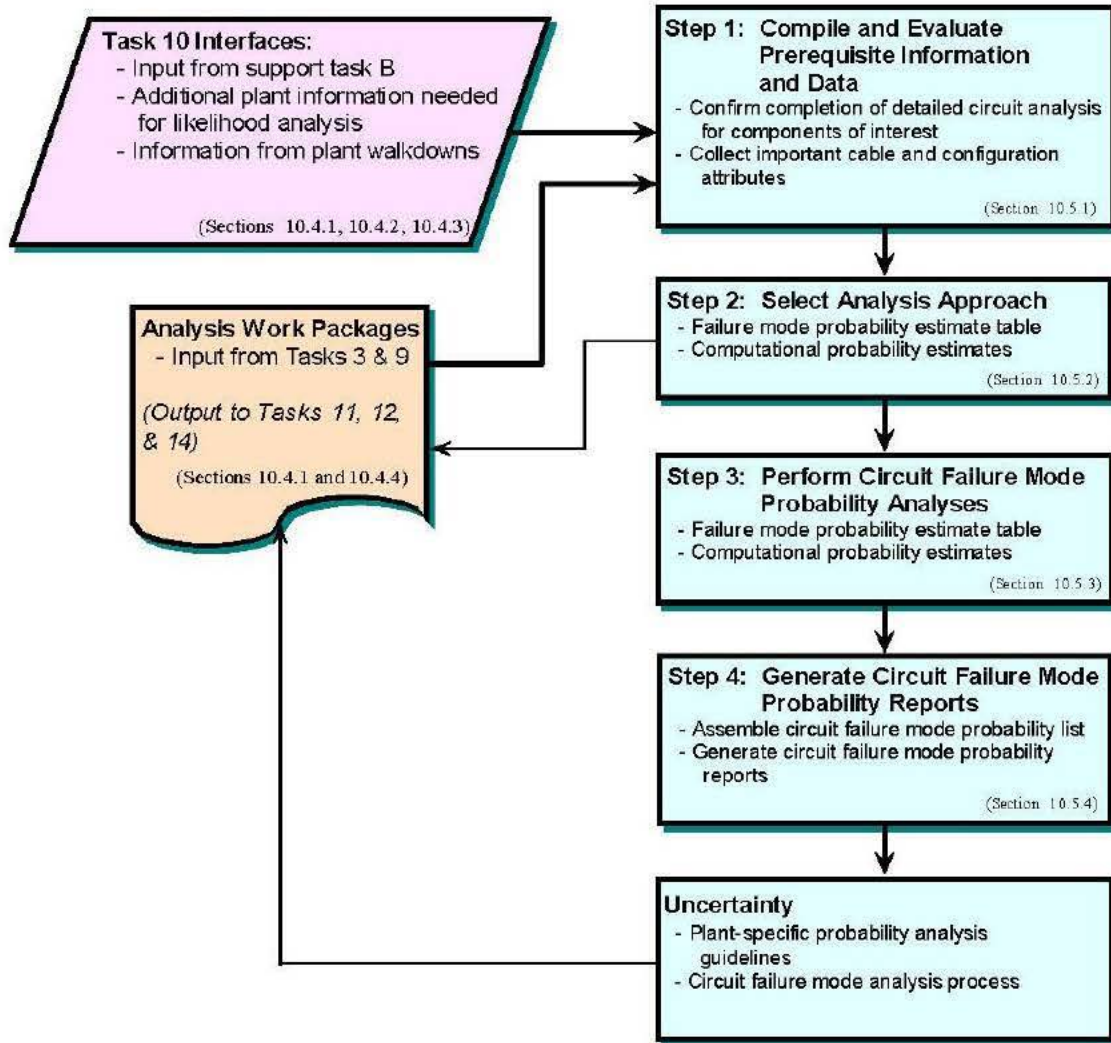 Task 10 Interfaces:
- Input from support task B
- Additional plant information needed
for likelihood analysis
- Information from plant walkdowns
(Sections 10.4.1, 10.4.2, 10.4.3)
Analysis Work Packages
- Input from Tasks 3 & 9
(Output to Tasks 11, 12,
& 14)
(Sections 10.4.1 and 10.4.4)
Step 1: Compile and Evaluate
Prerequisite Information
and Data
- Confirm completion of detailed circuit analysis
for components of interest
- Collect important cable and configuration
attributes
(Section 10.5.1)
Step 2: Select Analysis Approach
- Failure mode probability estimate table
- Computational probability estimates
(Section 10.5.2)
Step 3: Perform Circuit Failure Mode
Probability Analyses
- Failure mode probability estimate table
- Computational probability estimates
(Section 10.5.3)
Step 4: Generate Circuit Failure Mode
Probability Reports
- Assemble circuit failure mode probability list
- Generate circuit failure mode probability
reports
(Section 10.5.4)
Uncertainty
- Plant-specific probability analysis
guidelines
- Circuit failure mode analysis process